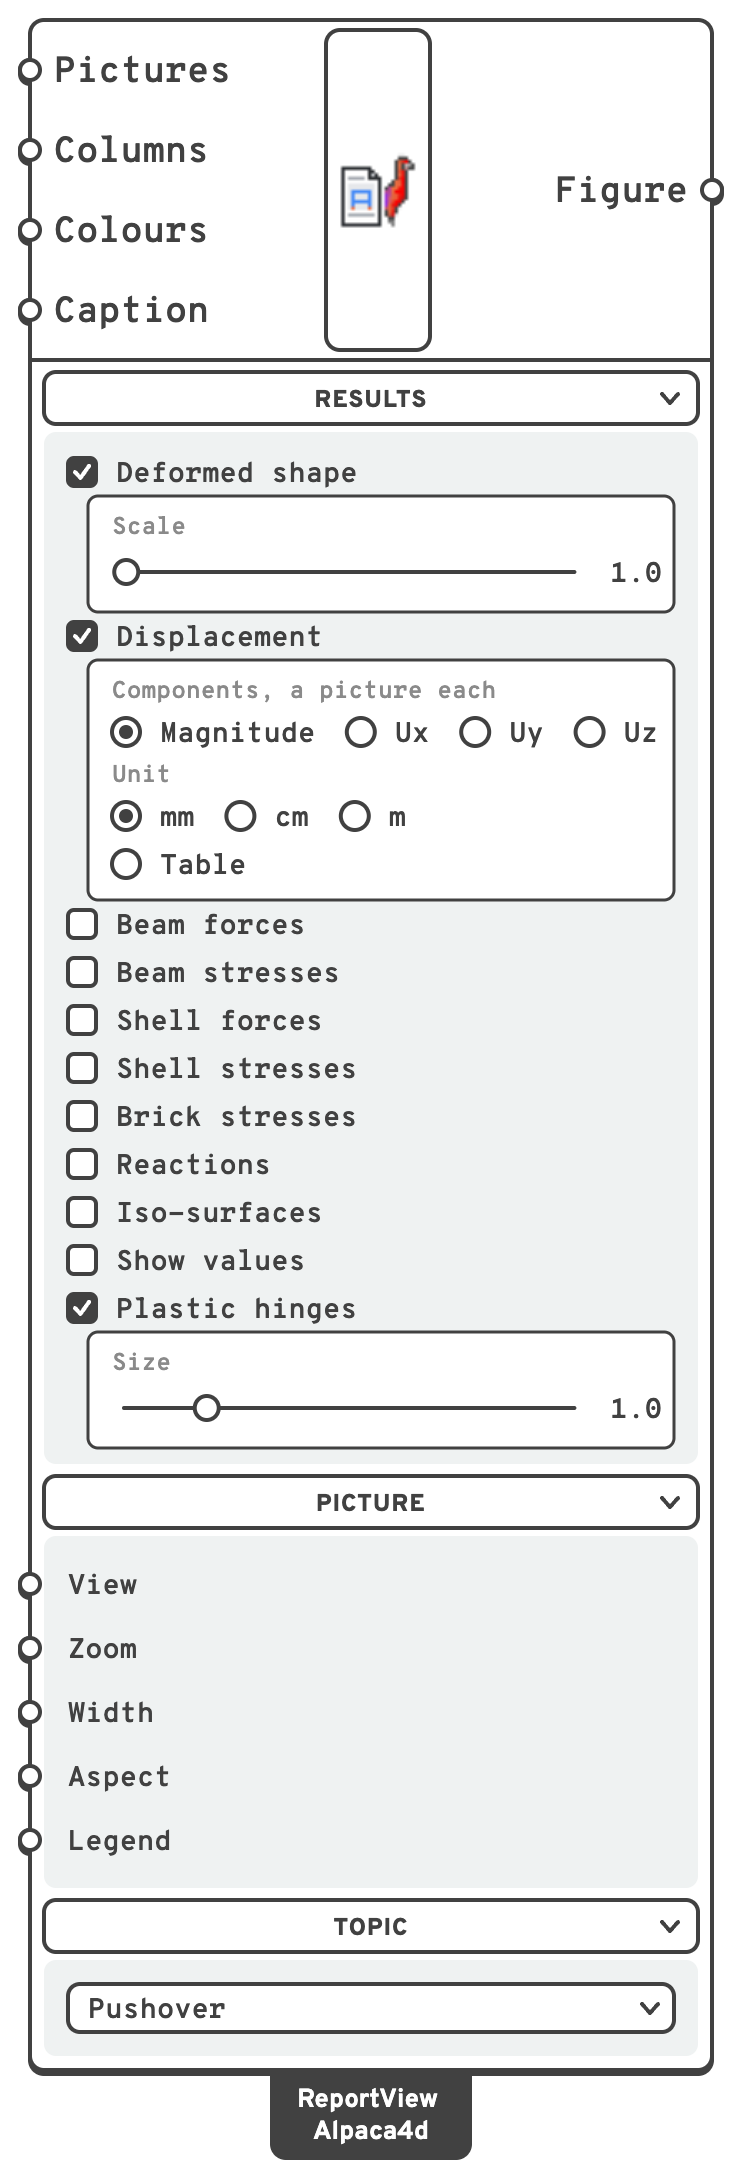 Pictures
Columns
Colours
Caption
Figure
RESULTS
Deformed shape
Scale
1.0
Displacement
Components, a picture each
Magnitude Ux Uy Uz
Unit
mm cm m
Table
Beam forces
Beam stresses
Shell forces
Shell stresses
Brick stresses
Reactions
Iso-surfaces
Show values
Plastic hinges
Size
1.0
PICTURE
View
Zoom
Width
Aspect
Legend
TOPIC
Pushover
ReportView
Alpaca4d